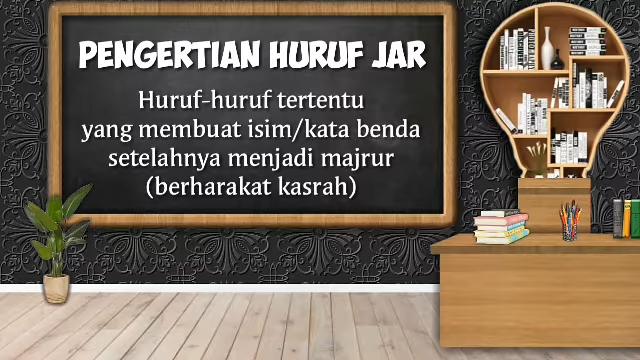 PENGERTIAN HURUF JAR
Huruf-huruf tertentu
yang membuat isim/kata benda
setelahnya menjadi majrur
(berharakat kasrah)